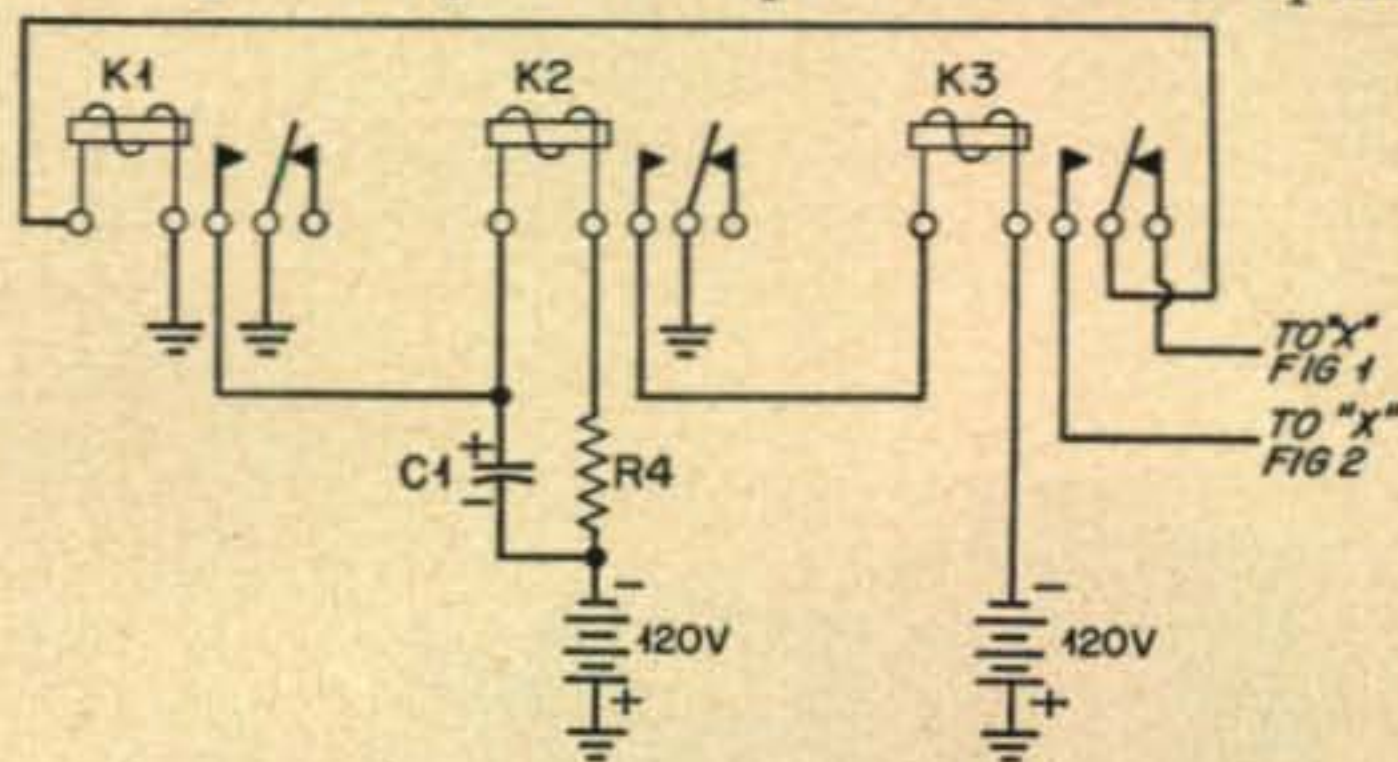 K1
K2
K3
TO "X"
FIG 1
TO "X"
FIG 2
+
C1
-
R4
-
120V
+
-
120V
+